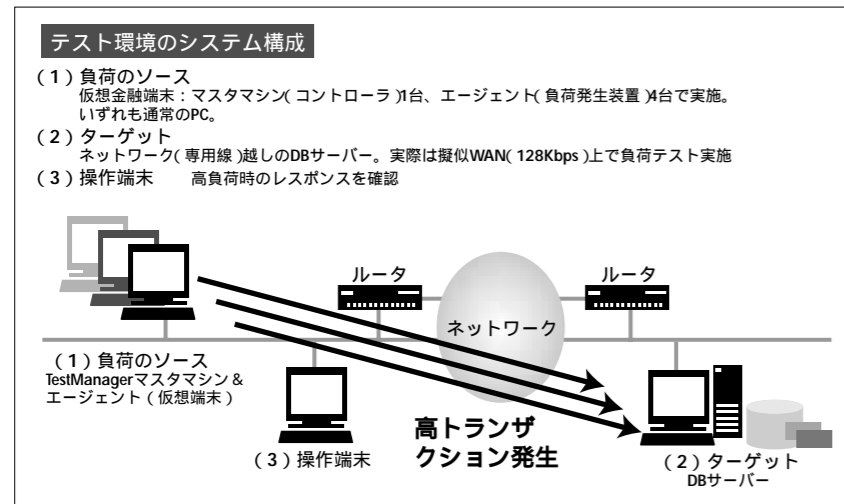 テスト環境のシステム構成
(1)負荷のソース
仮想金融端末:マスタマシン(コントローラ)1台、エージェント(負荷発生装置)4台で実施。
いずれも通常のPC。
(2)ターゲット
ネットワーク(専用線)越しのDBサーバー。実際は擬似WAN(128Kbps)上で負荷テスト実施
(3)操作端末 高負荷時のレスポンスを確認
ルータ
ルータ
ネットワーク
(1)負荷のソース
TestManagerマスタマシン&
エージェント(仮想端末)
(3)操作端末
高トランザ
クション発生
(2)ターゲット
DBサーバー